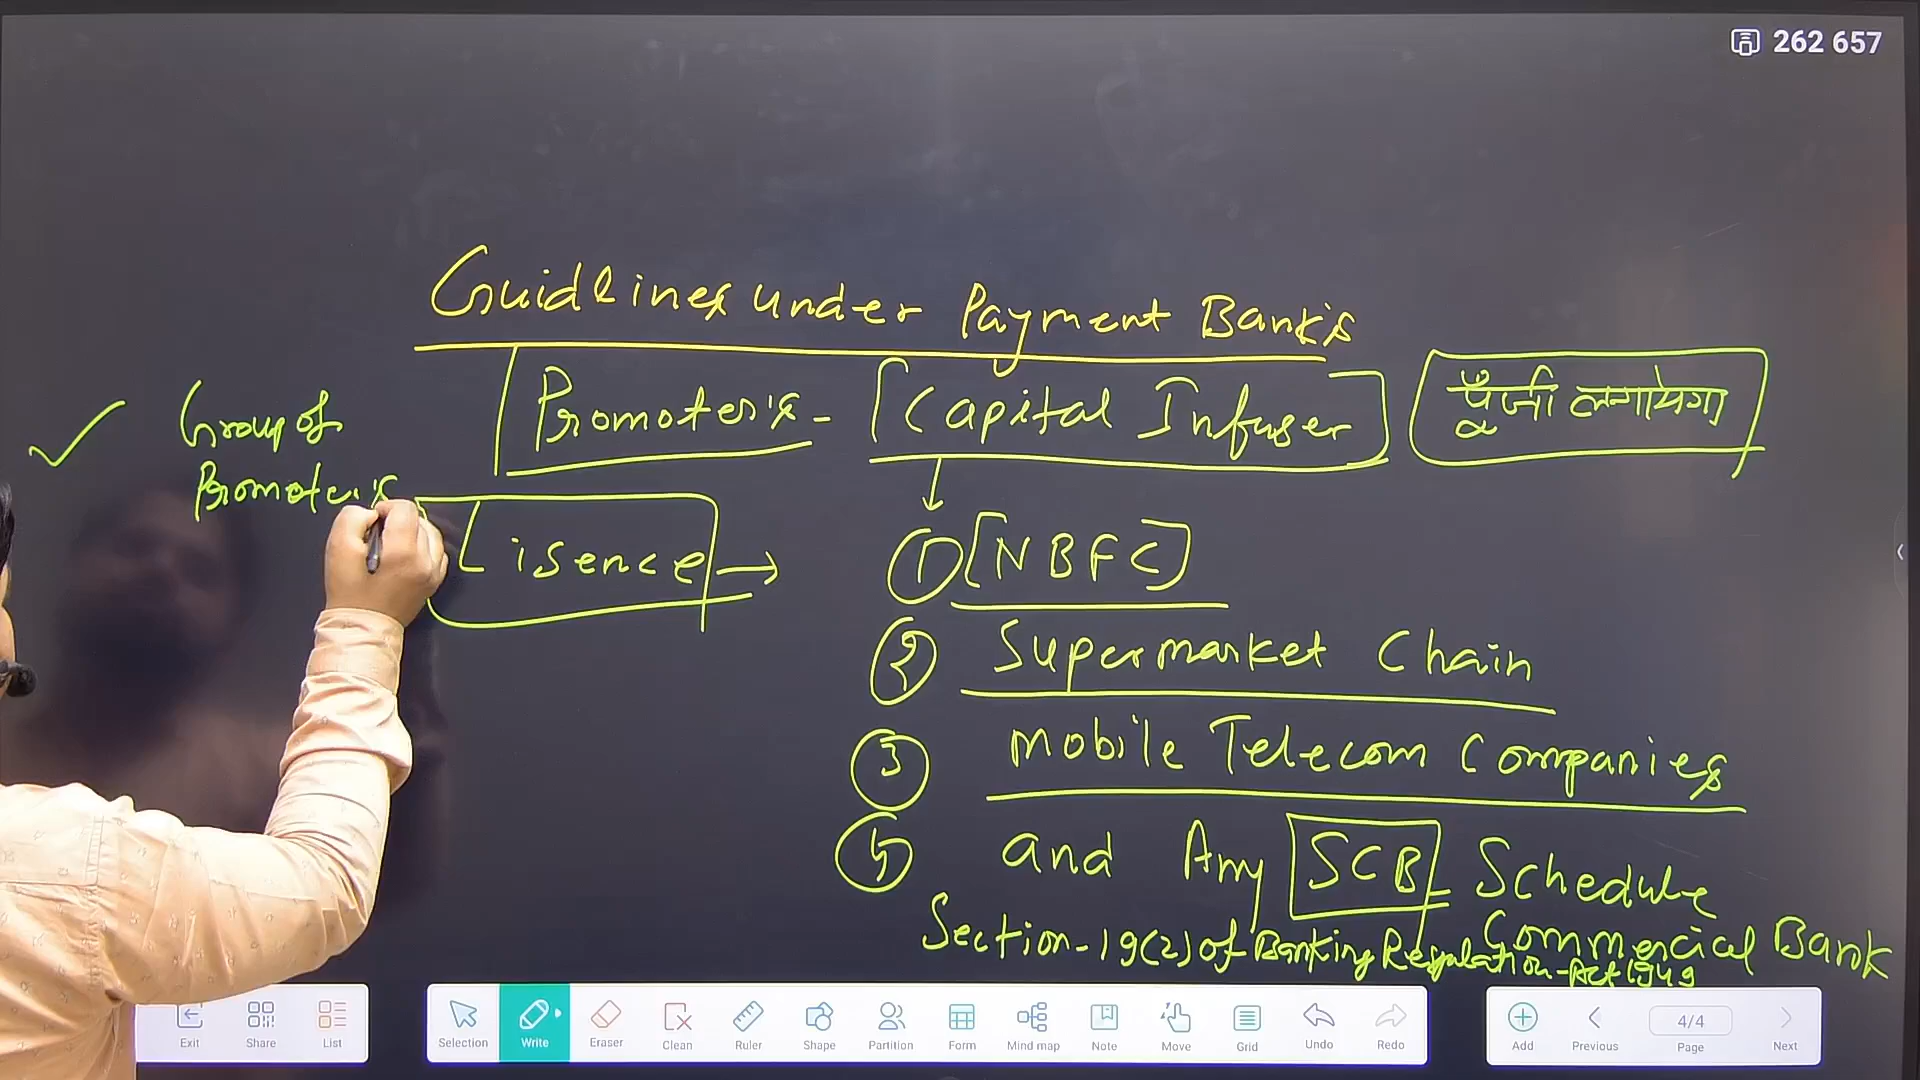 262 657
Guidlines under Payment Bank's
Promoter's - [Capital Infuser] पूँजी लगायेगा
Group of
Promoter's
Lisence →
① [NBFC]
② Supermarket Chain
③ Mobile Telecom Companies
④ and Any SCB - Schedule
Commercial Bank
Section-19(2) of Banking Regulation-Act 1949
Exit Share List Selection Write Eraser Clean Ruler Shape Partition Form Mind map Note Move Grid Undo Redo Add Previous 4/4 Page Next